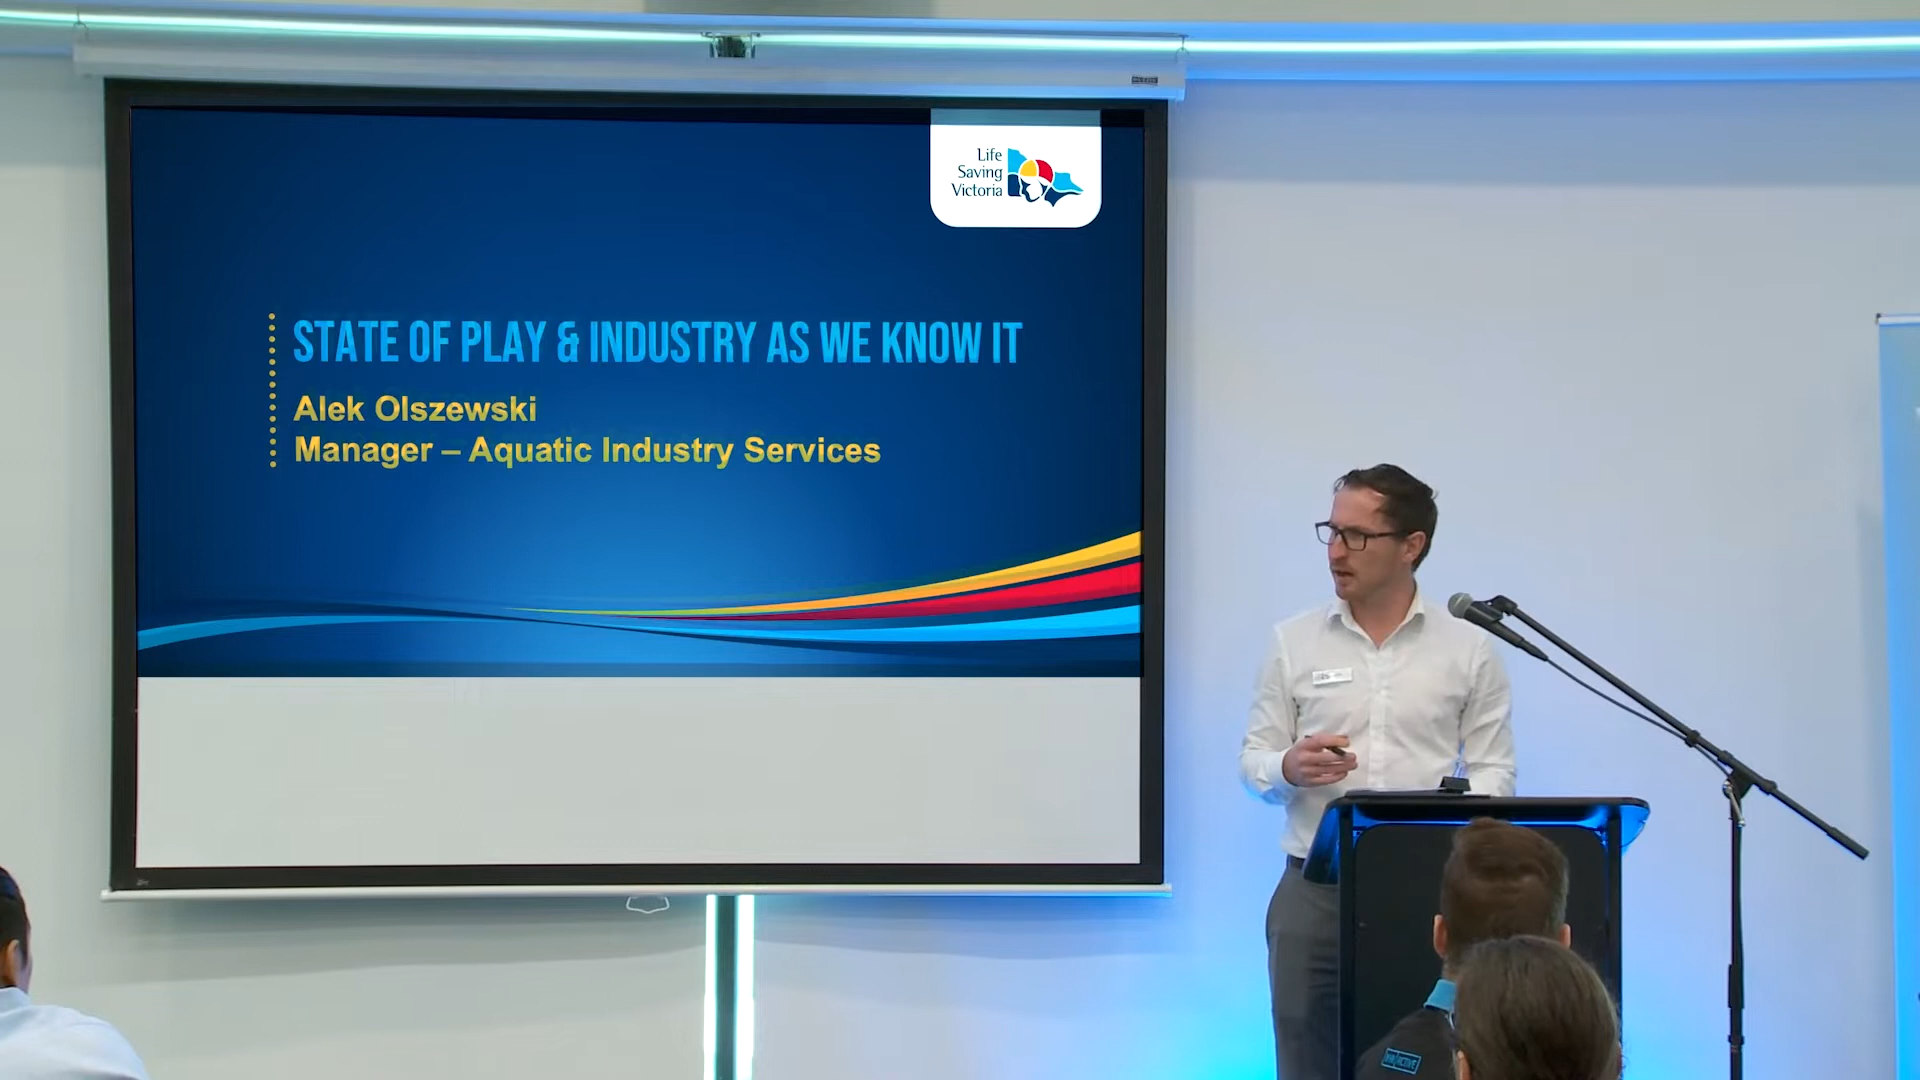 Life
Saving
Victoria
STATE OF PLAY & INDUSTRY AS WE KNOW IT
Alek Olszewski
Manager – Aquatic Industry Services